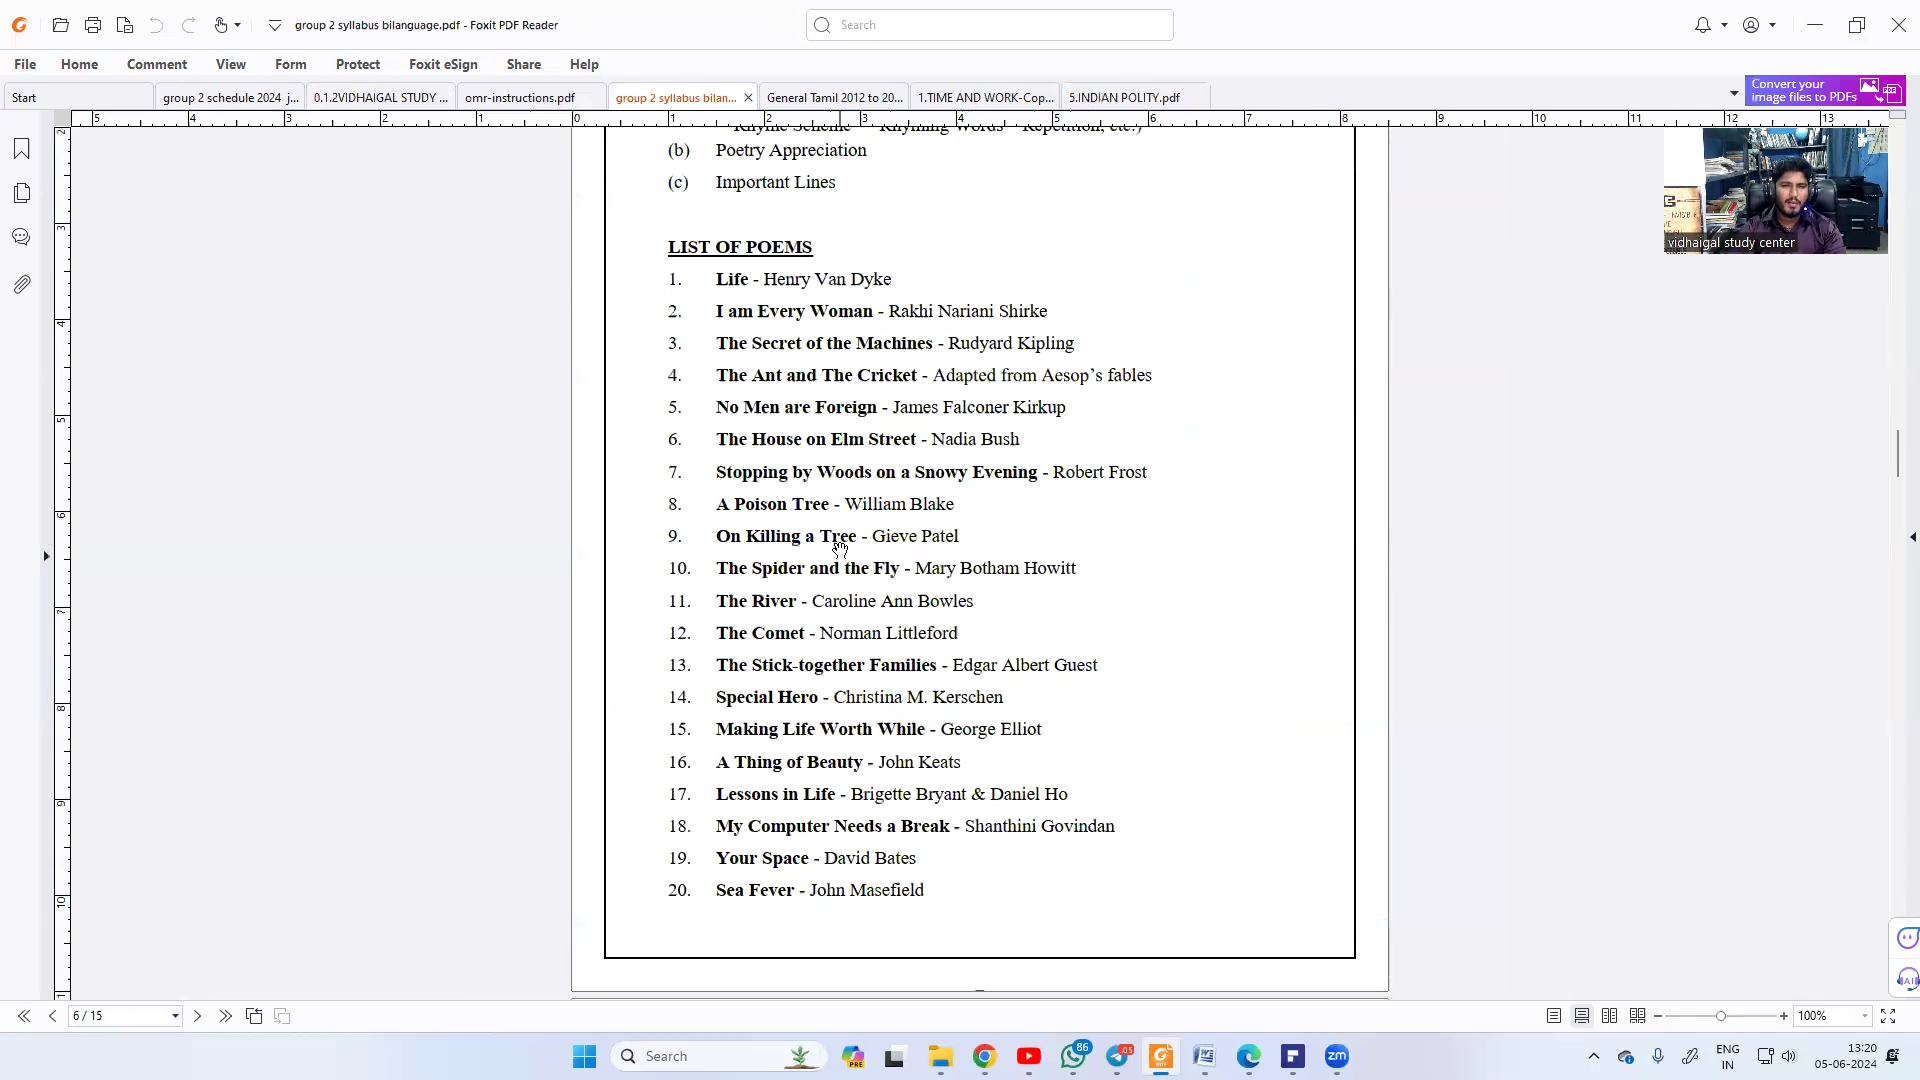 group 2 syllabus bilanguage.pdf - Foxit PDF Reader
Search
File Home Comment View Form Protect Foxit eSign Share Help
Start
group 2 schedule 2024 j...
0.1.2VIDHAIGAL STUDY ...
omr-instructions.pdf
group 2 syllabus bilan...
General Tamil 2012 to 20...
1.TIME AND WORK-Cop...
5.INDIAN POLITY.pdf
Convert your
image files to PDFs
Rhyme Scheme – Rhyming Words – Repetition, etc.)
(b) Poetry Appreciation
(c) Important Lines
vidhaigal study center
LIST OF POEMS
1. Life - Henry Van Dyke
2. I am Every Woman - Rakhi Nariani Shirke
3. The Secret of the Machines - Rudyard Kipling
4. The Ant and The Cricket - Adapted from Aesop’s fables
5. No Men are Foreign - James Falconer Kirkup
6. The House on Elm Street - Nadia Bush
7. Stopping by Woods on a Snowy Evening - Robert Frost
8. A Poison Tree - William Blake
9. On Killing a Tree - Gieve Patel
10. The Spider and the Fly - Mary Botham Howitt
11. The River - Caroline Ann Bowles
12. The Comet - Norman Littleford
13. The Stick-together Families - Edgar Albert Guest
14. Special Hero - Christina M. Kerschen
15. Making Life Worth While - George Elliot
16. A Thing of Beauty - John Keats
17. Lessons in Life - Brigette Bryant & Daniel Ho
18. My Computer Needs a Break - Shanthini Govindan
19. Your Space - David Bates
20. Sea Fever - John Masefield
6 / 15
100%
Search
86
.05
ENG
IN
13:20
05-06-2024